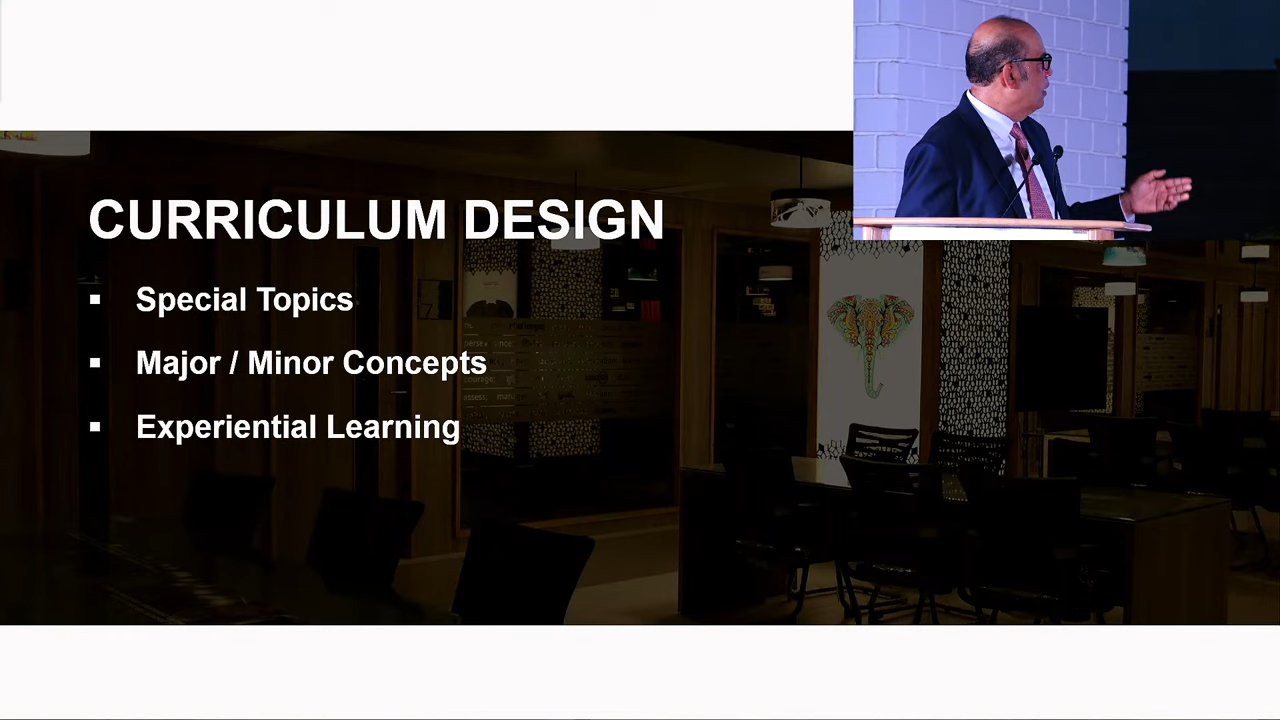 CURRICULUM DESIGN
▪ Special Topics
▪ Major / Minor Concepts
▪ Experiential Learning